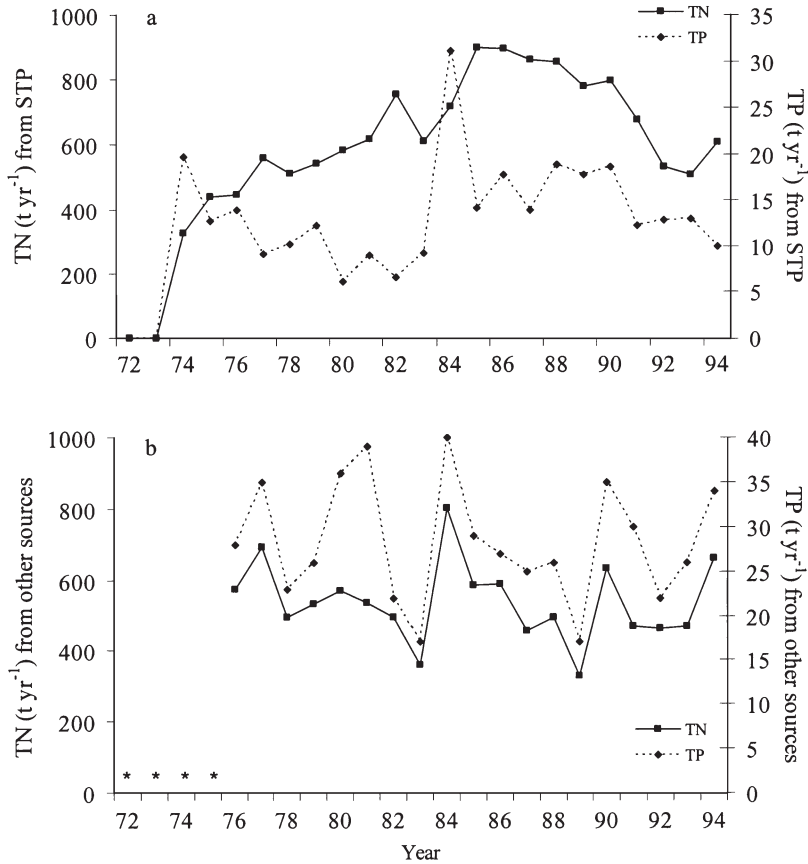 a
TN
TP
TN (t yr-1) from STP
1000
800
600
400
200
0
35
30
25
20
15
10
5
0
TP (t yr-1) from STP
72 74 76 78 80 82 84 86 88 90 92 94
b
TN (t yr-1) from other sources
1000
800
600
400
200
0
40
35
30
25
20
15
10
5
0
TP (t yr-1) from other sources
TN
TP
* * * *
72 74 76 78 80 82 84 86 88 90 92 94
Year